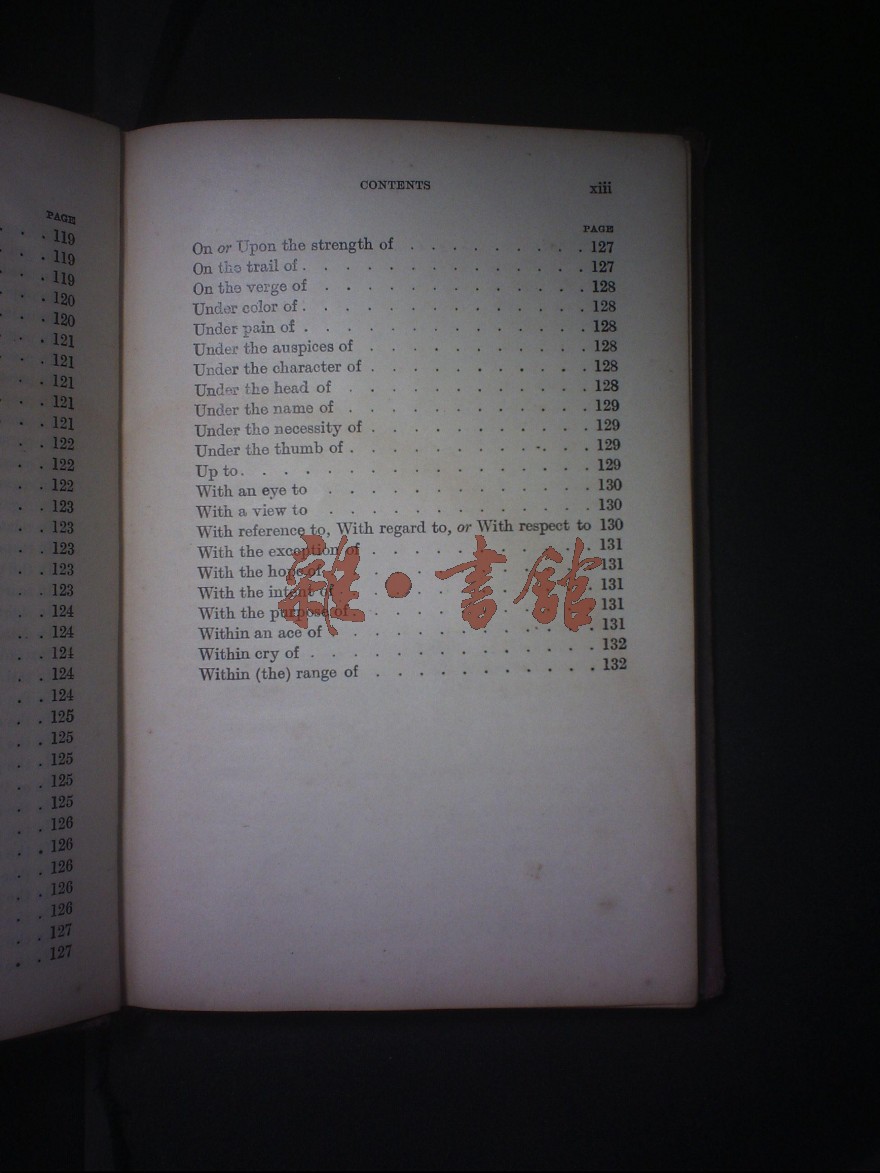 PAGE
. . . 119
. . . 119
. . . 119
. . . 120
. . . 120
. . . 121
. . . 121
. . . 121
. . . 121
. . . 121
. . 122
. . 122
. . 122
. . 123
. . 123
. . 123
. . 123
. . 123
. . 124
. . 124
. . 124
. . 124
. . 124
. . 125
. . 125
. . 125
. . 125
. . 125
. . 126
. . 126
. . 126
. . 126
. . 126
. . 127
. . 127
CONTENTS xiii
PAGE
On or Upon the strength of . . . . . . . . . 127
On the trail of . . . . . . . . . . . . . . 127
On the verge of . . . . . . . . . . . . . 128
Under color of . . . . . . . . . . . . . . 128
Under pain of . . . . . . . . . . . . . . 128
Under the auspices of . . . . . . . . . . . 128
Under the character of . . . . . . . . . . . 128
Under the head of . . . . . . . . . . . . 128
Under the name of . . . . . . . . . . . . 129
Under the necessity of . . . . . . . . . . . 129
Under the thumb of . . . . . . . . . . . . 129
Up to . . . . . . . . . . . . . . . . . 129
With an eye to . . . . . . . . . . . . . 130
With a view to . . . . . . . . . . . . . 130
With reference to, With regard to, or With respect to 130
With the exception of . . . . . . . . . . . 131
With the hope of . . . . . . . . . . . . 131
With the intent of . . . . . . . . . . . . 131
With the purpose of . . . . . . . . . . . . 131
Within an ace of . . . . . . . . . . . . 131
Within cry of . . . . . . . . . . . . . . 132
Within (the) range of . . . . . . . . . . . 132
雜·書館